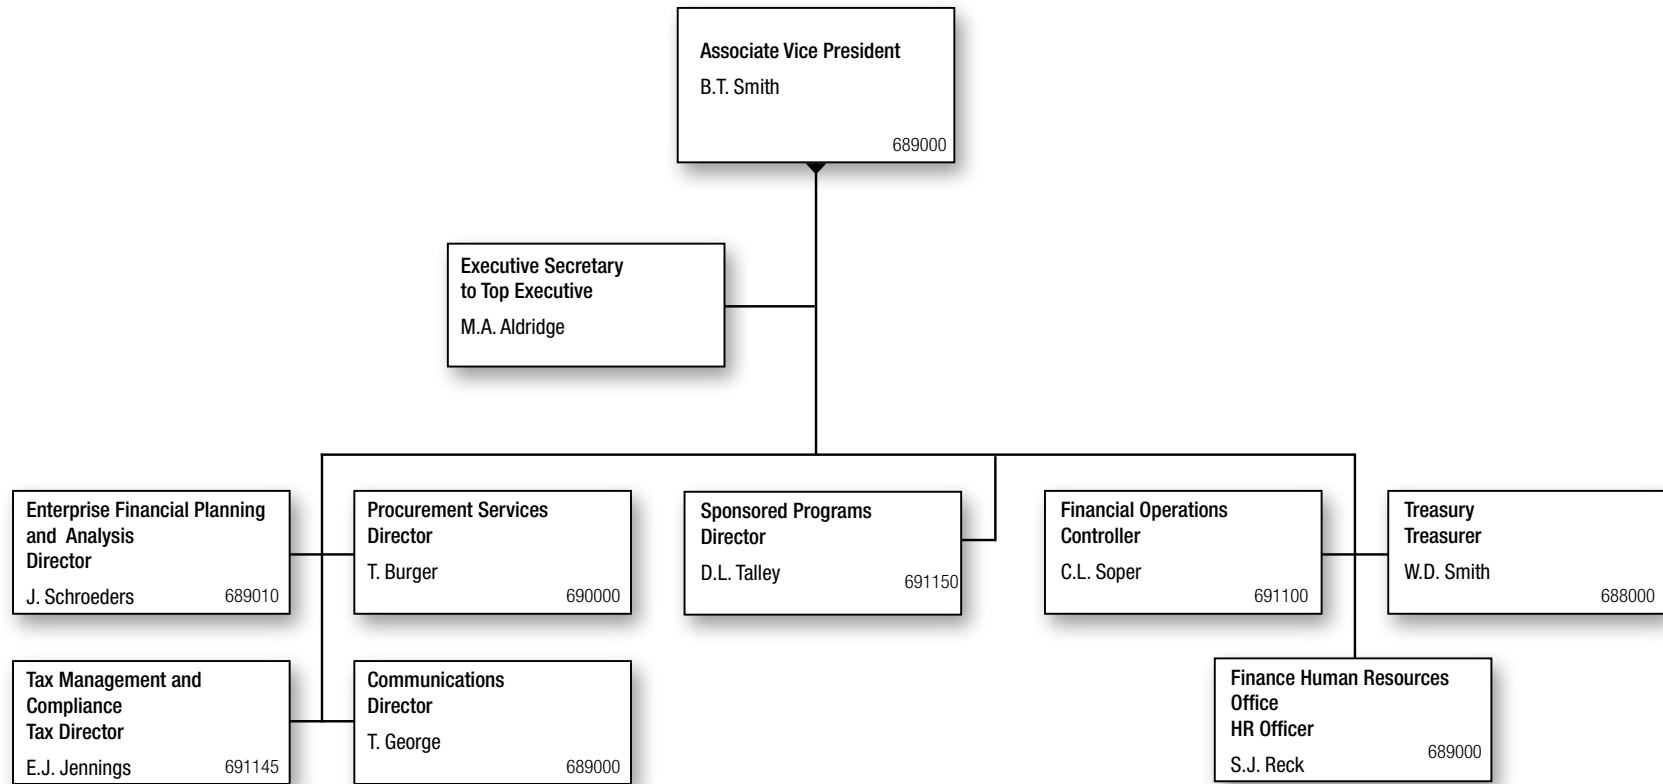 Associate Vice President
B.T. Smith
689000
Executive Secretary
to Top Executive
M.A. Aldridge
Enterprise Financial Planning
and Analysis
Director
J. Schroeders 689010
Procurement Services
Director
T. Burger
690000
Sponsored Programs
Director
D.L. Talley 691150
Financial Operations
Controller
C.L. Soper
691100
Treasury
Treasurer
W.D. Smith
688000
Tax Management and
Compliance
Tax Director
E.J. Jennings 691145
Communications
Director
T. George
689000
Finance Human Resources
Office
HR Officer
689000
S.J. Reck